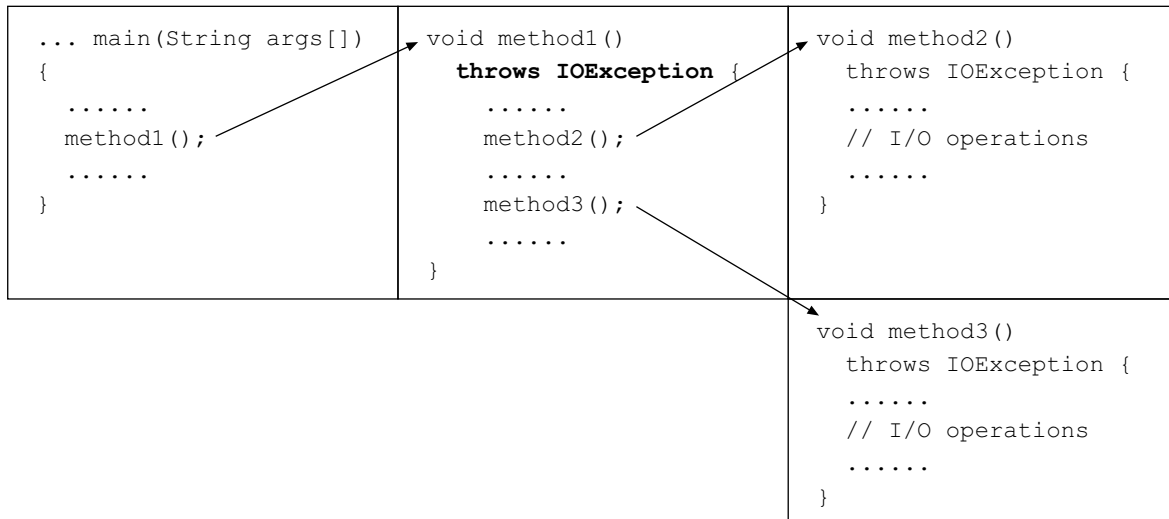 ... main(String args[])
{
......
method1();
......
}
void method1()
throws IOException {
......
method2();
......
method3();
......
}
void method2()
throws IOException {
......
// I/O operations
......
}
void method3()
throws IOException {
......
// I/O operations
......
}